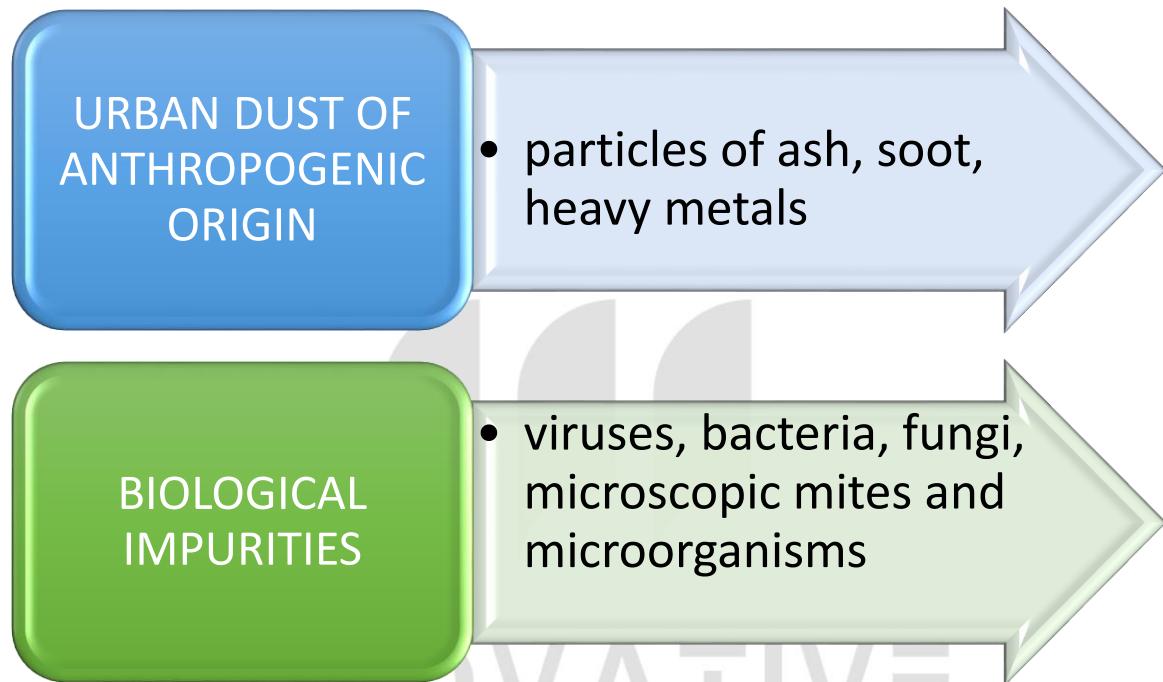 URBAN DUST OF
ANTHROPOGENIC
ORIGIN
• particles of ash, soot,
heavy metals
BIOLOGICAL
IMPURITIES
• viruses, bacteria, fungi,
microscopic mites and
microorganisms